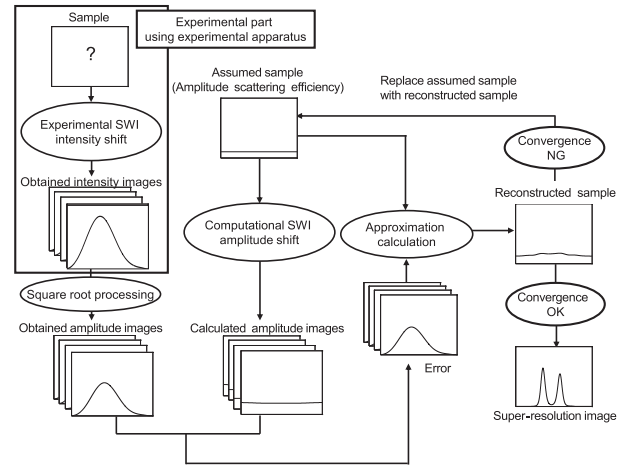 Sample
Experimental part
using experimental apparatus
?
Experimental SWI
intensity shift
Obtained intensity images
Square root processing
Obtained amplitude images
Assumed sample
(Amplitude scattering efficiency)
Computational SWI
amplitude shift
Calculated amplitude images
Replace assumed sample
with reconstructed sample
Approximation
calculation
Error
Convergence
NG
Reconstructed sample
Convergence
OK
Super-resolution image